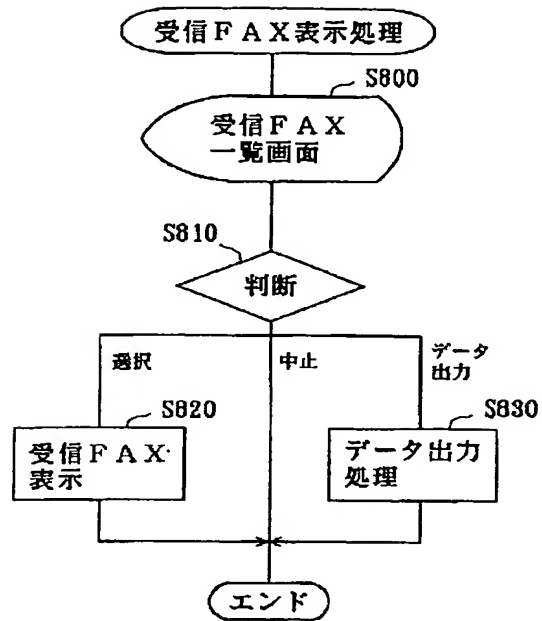 受信ＦＡＸ表示処理
S800
受信ＦＡＸ
一覧画面
S810
判断
選択
中止
データ
出力
S820
受信ＦＡＸ
表示
S830
データ出力
処理
エンド